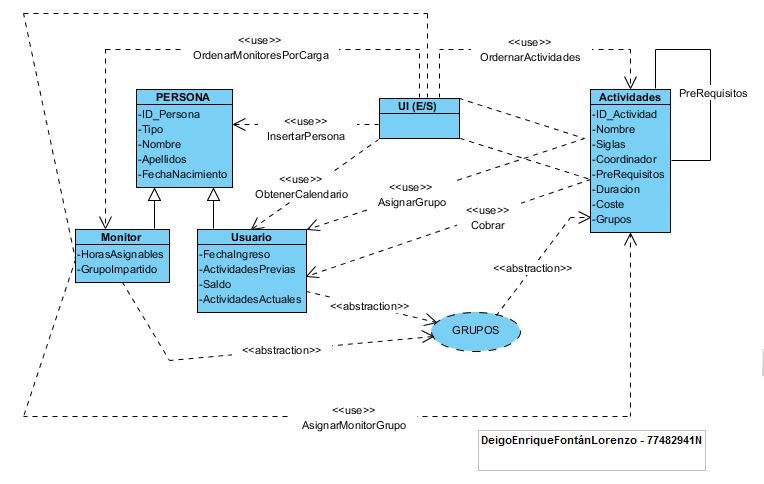 <<use>>
OrdenarMonitoresPorCarga
<<use>>
OrdernarActividades
PERSONA
-ID_Persona
-Tipo
-Nombre
-Apellidos
-FechaNacimiento
UI (E/S)
Actividades
-ID_Actividad
-Nombre
-Siglas
-Coordinador
-PreRequisitos
-Duracion
-Coste
-Grupos
PreRequisitos
<<use>>
InsertarPersona
<<use>>
ObtenerCalendario
<<use>>
AsignarGrupo
<<use>>
Cobrar
Monitor
-HorasAsignables
-GrupoImpartido
Usuario
-FechaIngreso
-ActividadesPrevias
-Saldo
-ActividadesActuales
<<abstraction>>
<<abstraction>>
GRUPOS
<<abstraction>>
<<use>>
AsignarMonitorGrupo
DeigoEnriqueFontánLorenzo - 77482941N